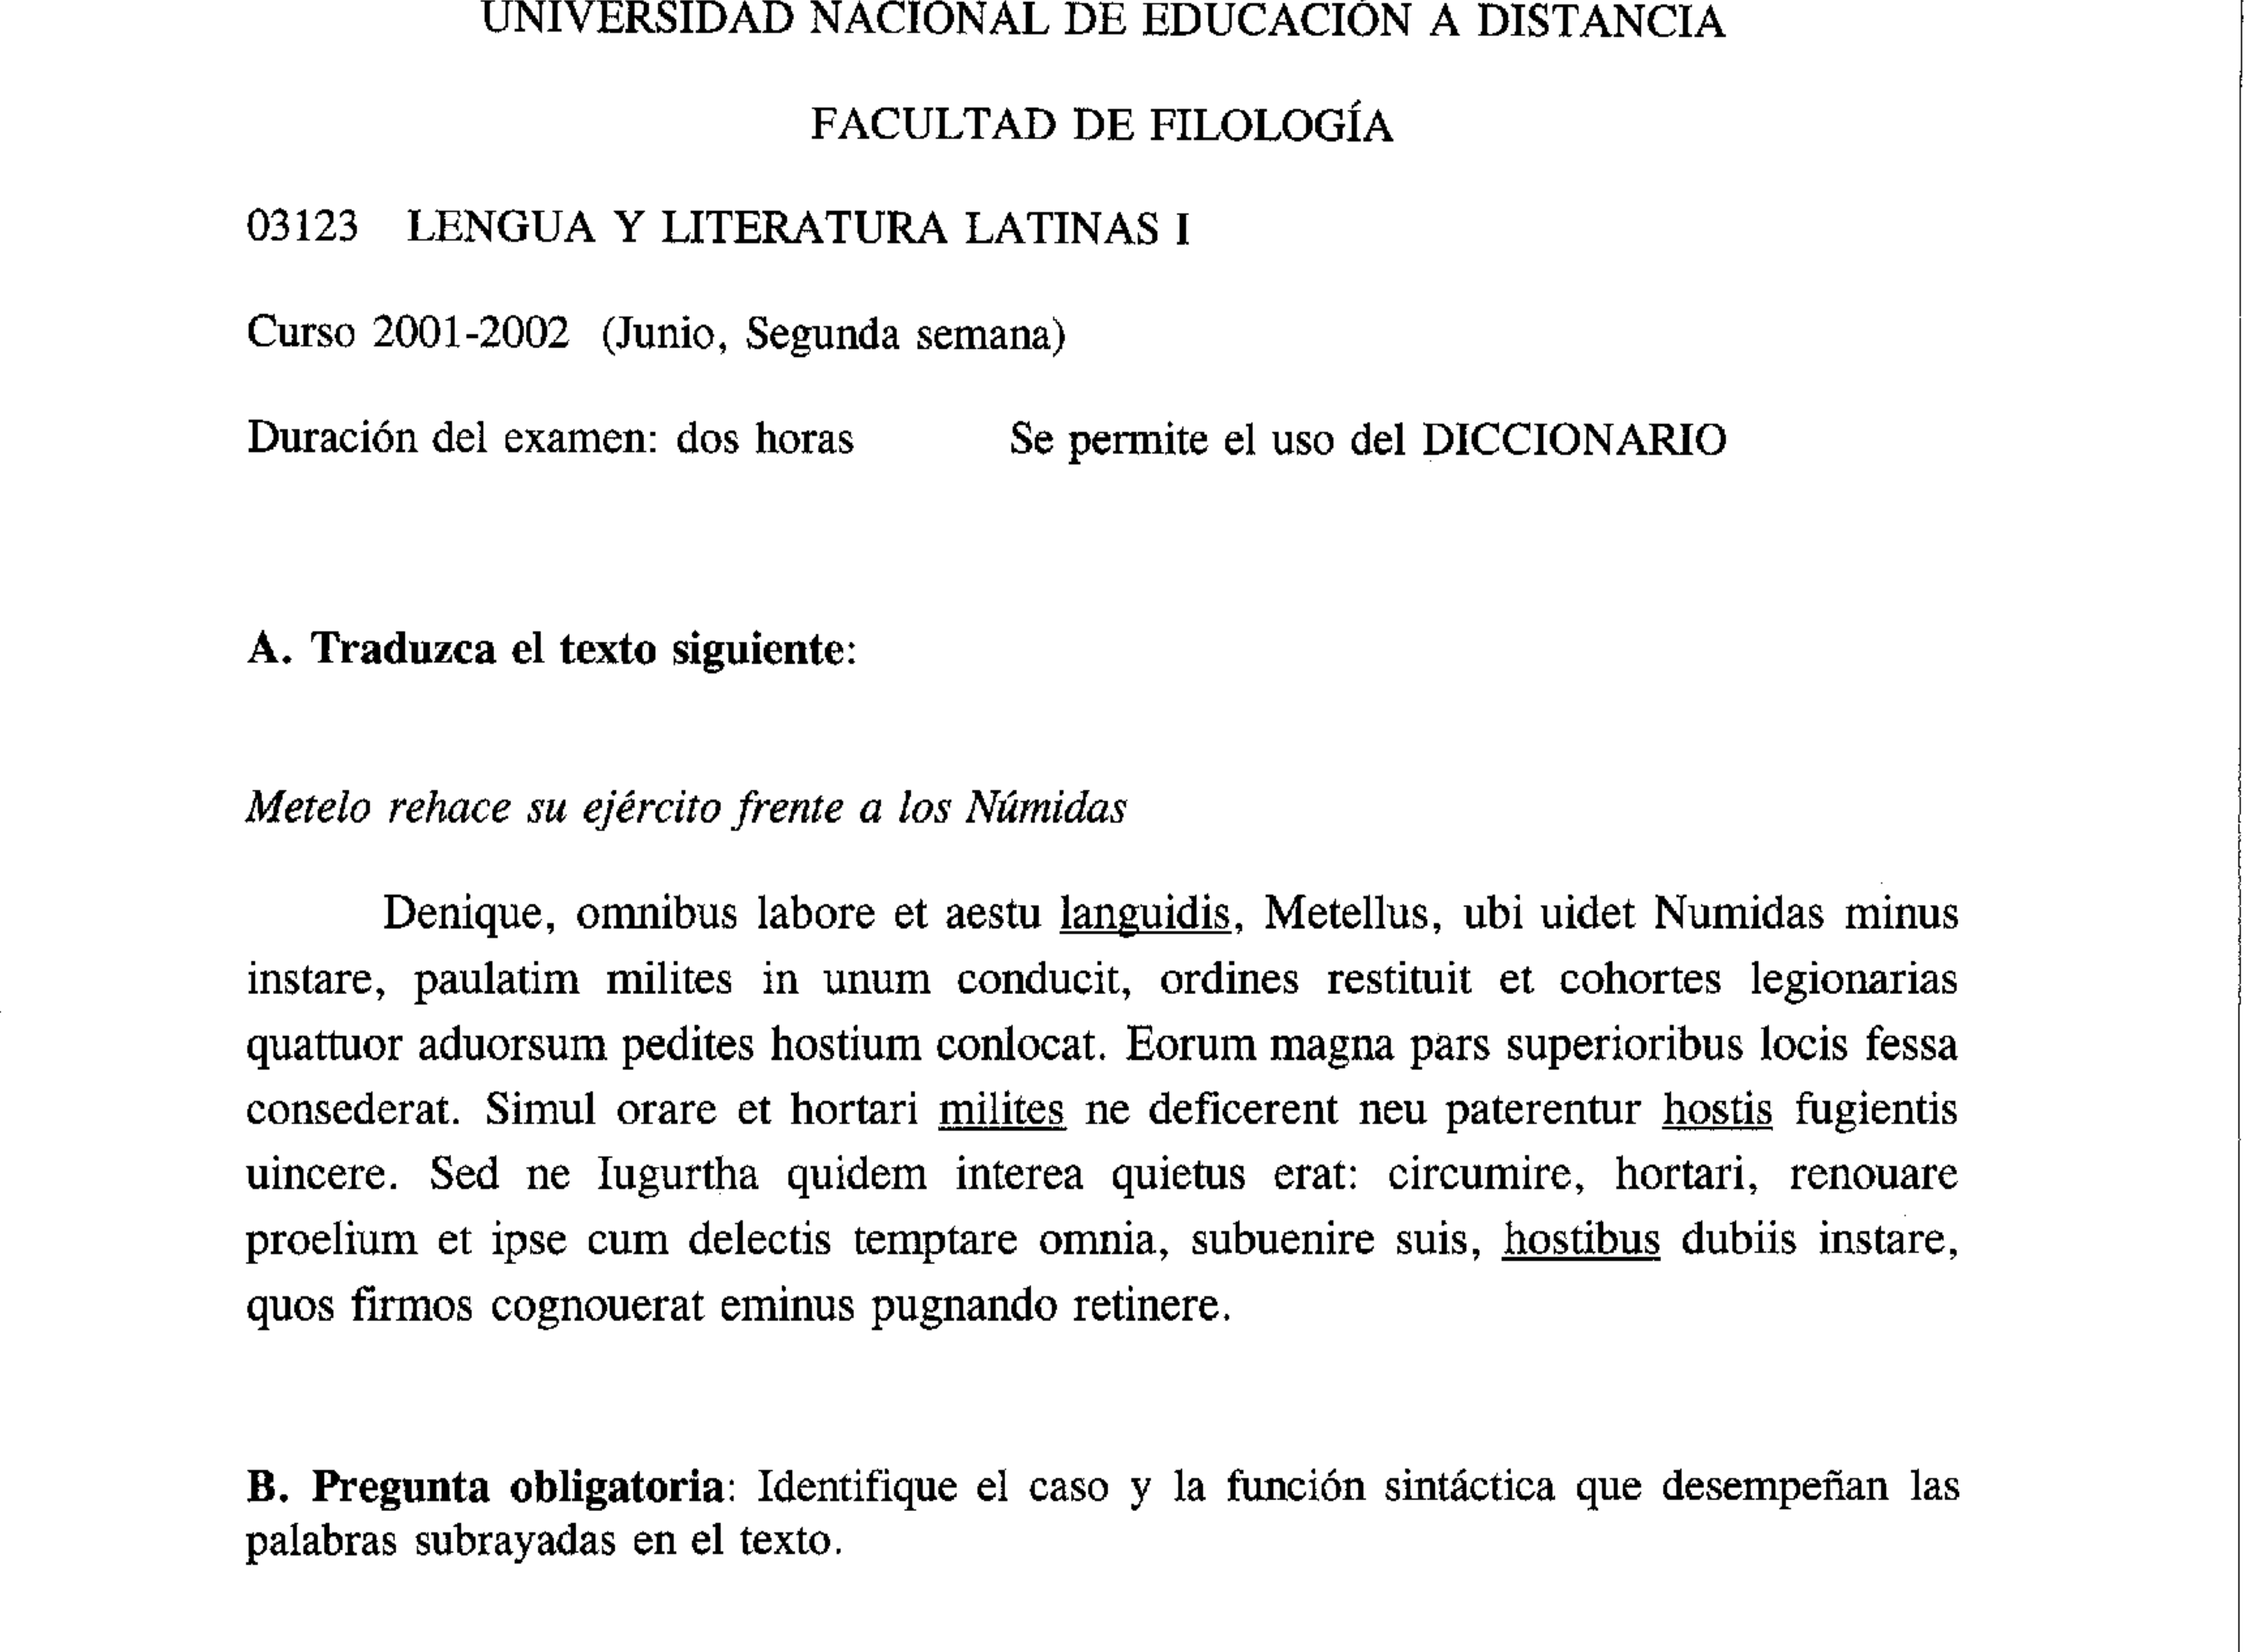 UNIVERSIDAD NACIONAL DE EDUCACIÓN A DISTANCIA
FACULTAD DE FILOLOGÍA
03123 LENGUA Y LITERATURA LATINAS I
Curso 2001-2002 (Junio, Segunda semana)
Duración del examen: dos horas Se permite el uso del DICCIONARIO
A. Traduzca el texto siguiente:
Metelo rehace su ejército frente a los Númidas
Denique, omnibus labore et aestu languidis, Metellus, ubi uidet Numidas minus
instare, paulatim milites in unum conducit, ordines restituit et cohortes legionarias
quattuor aduorsum pedites hostium conlocat. Eorum magna pars superioribus locis fessa
consederat. Simul orare et hortari milites ne deficerent neu paterentur hostis fugientis
uincere. Sed ne Iugurtha quidem interea quietus erat: circumire, hortari, renouare
proelium et ipse cum delectis temptare omnia, subuenire suis, hostibus dubiis instare,
quos firmos cognouerat eminus pugnando retinere.
B. Pregunta obligatoria: Identifique el caso y la función sintáctica que desempeñan las
palabras subrayadas en el texto.